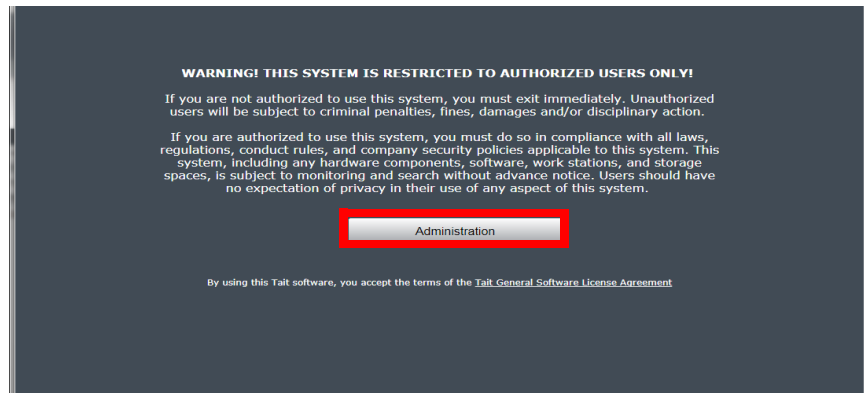 WARNING! THIS SYSTEM IS RESTRICTED TO AUTHORIZED USERS ONLY!
If you are not authorized to use this system, you must exit immediately. Unauthorized
users will be subject to criminal penalties, fines, damages and/or disciplinary action.
If you are authorized to use this system, you must do so in compliance with all laws,
regulations, conduct rules, and company security policies applicable to this system. This
system, including any hardware components, software, work stations, and storage
spaces, is subject to monitoring and search without advance notice. Users should have
no expectation of privacy in their use of any aspect of this system.
Administration
By using this Tait software, you accept the terms of the Tait General Software License Agreement